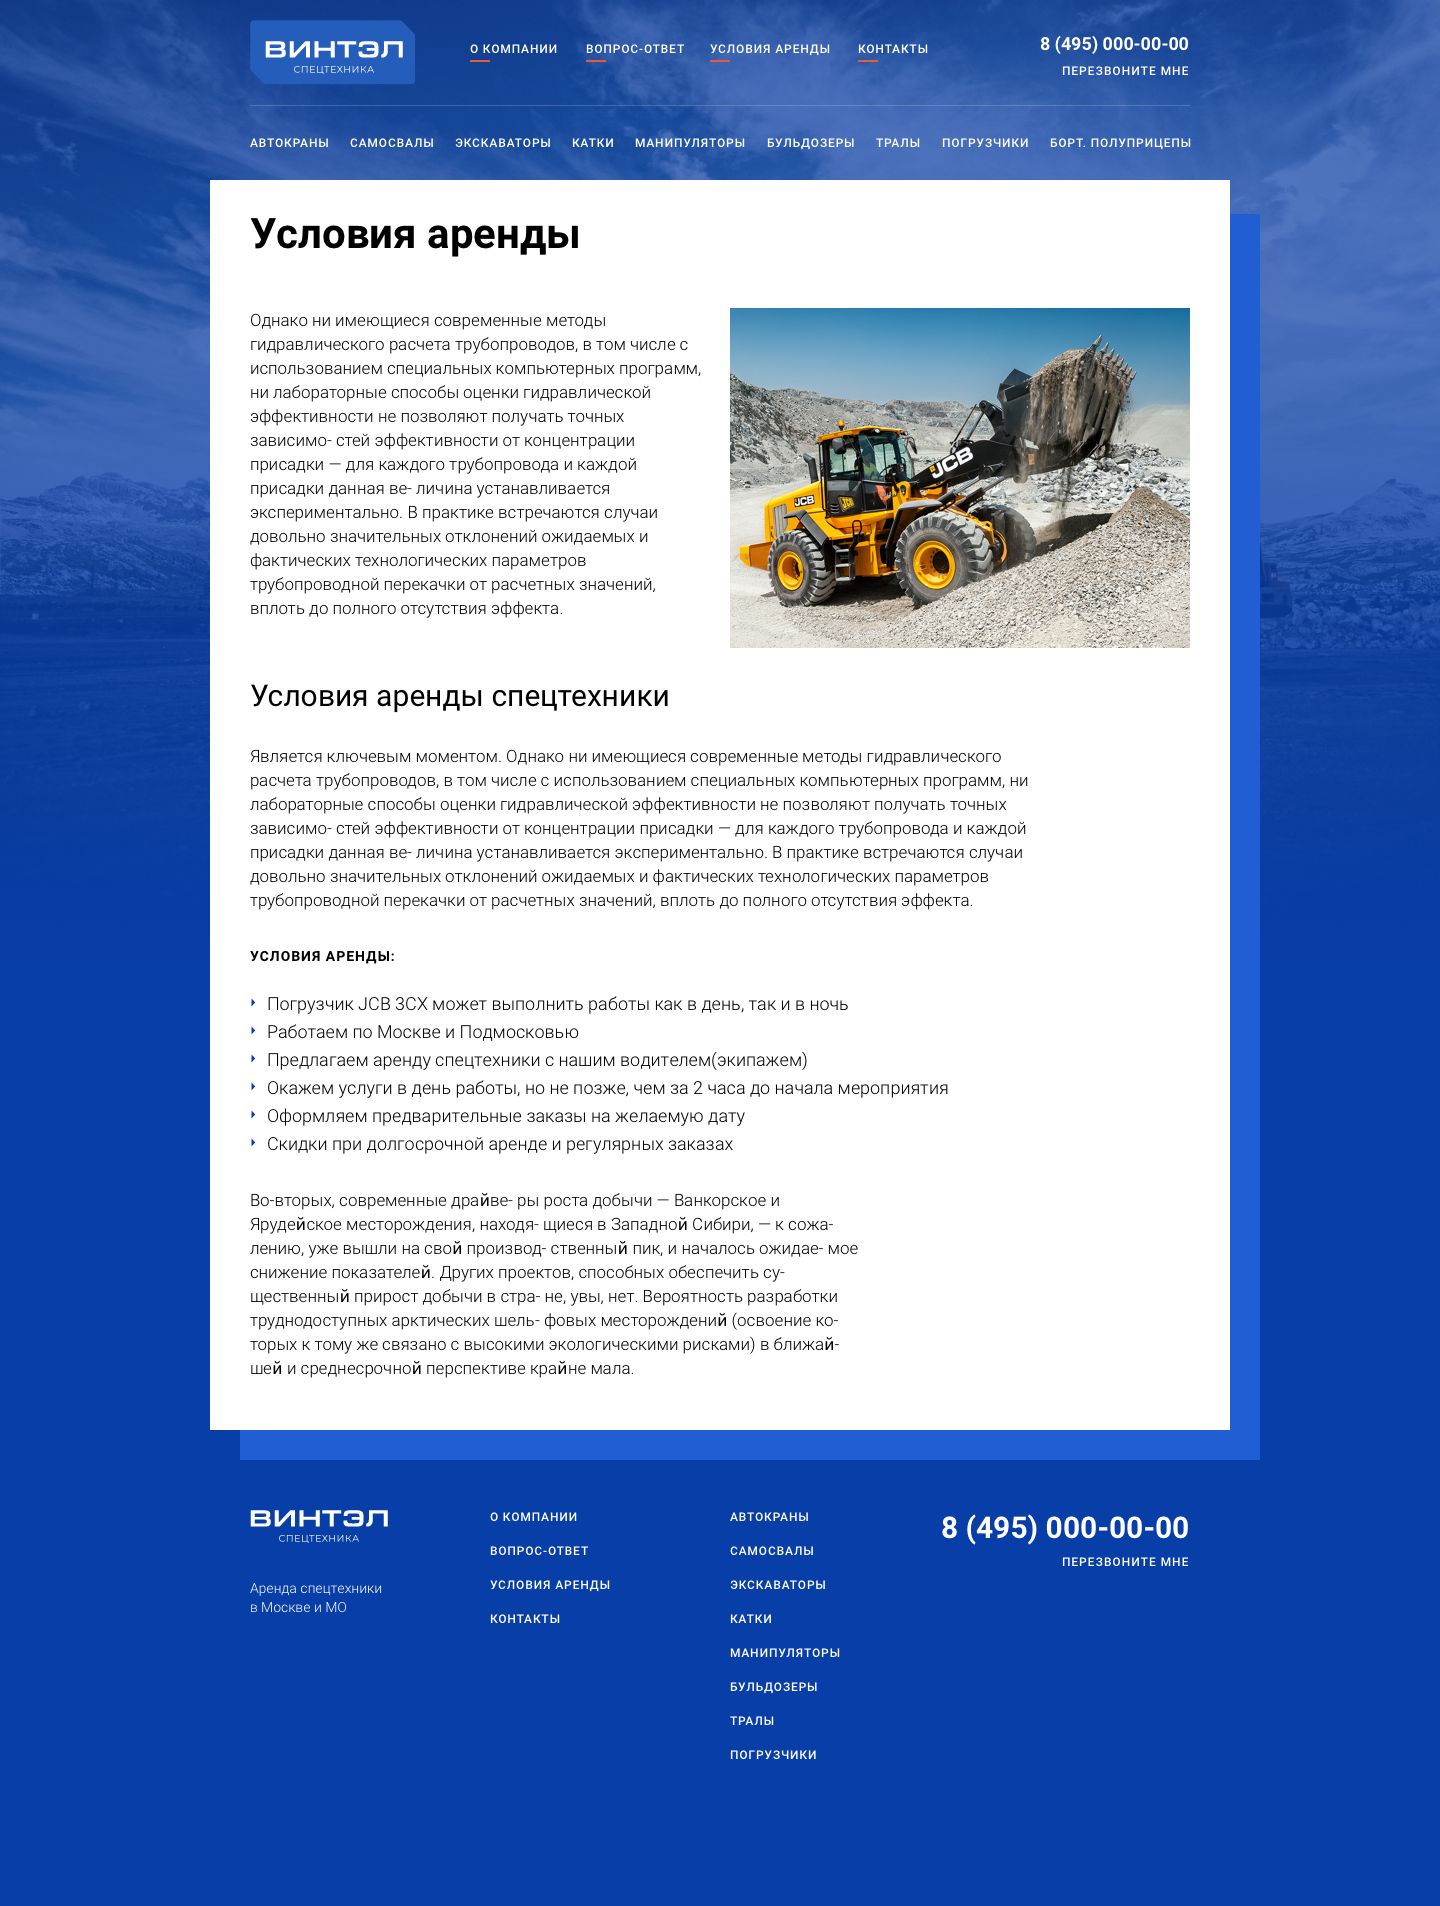 ВИНТЭЛ
СПЕЦТЕХНИКА
О КОМПАНИИ ВОПРОС-ОТВЕТ УСЛОВИЯ АРЕНДЫ КОНТАКТЫ
8 (495) 000-00-00
ПЕРЕЗВОНИТЕ МНЕ
АВТОКРАНЫ САМОСВАЛЫ ЭКСКАВАТОРЫ КАТКИ МАНИПУЛЯТОРЫ БУЛЬДОЗЕРЫ ТРАЛЫ ПОГРУЗЧИКИ БОРТ. ПОЛУПРИЦЕПЫ
Условия аренды
Однако ни имеющиеся современные методы
гидравлического расчета трубопроводов, в том числе с
использованием специальных компьютерных программ,
ни лабораторные способы оценки гидравлической
эффективности не позволяют получать точных
зависимо- стей эффективности от концентрации
присадки — для каждого трубопровода и каждой
присадки данная ве- личина устанавливается
экспериментально. В практике встречаются случаи
довольно значительных отклонений ожидаемых и
фактических технологических параметров
трубопроводной перекачки от расчетных значений,
вплоть до полного отсутствия эффекта.
JCB
JCB
JCB
Условия аренды спецтехники
Является ключевым моментом. Однако ни имеющиеся современные методы гидравлического
расчета трубопроводов, в том числе с использованием специальных компьютерных программ, ни
лабораторные способы оценки гидравлической эффективности не позволяют получать точных
зависимо- стей эффективности от концентрации присадки — для каждого трубопровода и каждой
присадки данная ве- личина устанавливается экспериментально. В практике встречаются случаи
довольно значительных отклонений ожидаемых и фактических технологических параметров
трубопроводной перекачки от расчетных значений, вплоть до полного отсутствия эффекта.
УСЛОВИЯ АРЕНДЫ:
Погрузчик JCB 3CX может выполнить работы как в день, так и в ночь
Работаем по Москве и Подмосковью
Предлагаем аренду спецтехники с нашим водителем(экипажем)
Окажем услуги в день работы, но не позже, чем за 2 часа до начала мероприятия
Оформляем предварительные заказы на желаемую дату
Скидки при долгосрочной аренде и регулярных заказах
Во-вторых, современные драйве- ры роста добычи — Ванкорское и
Ярудейское месторождения, находя- щиеся в Западной Сибири, — к сожа-
лению, уже вышли на свой производ- ственный пик, и началось ожидае- мое
снижение показателей. Других проектов, способных обеспечить су-
щественный прирост добычи в стра- не, увы, нет. Вероятность разработки
труднодоступных арктических шель- фовых месторождений (освоение ко-
торых к тому же связано с высокими экологическими рисками) в ближай-
шей и среднесрочной перспективе крайне мала.
ВИНТЭЛ
СПЕЦТЕХНИКА
Аренда спецтехники
в Москве и МО
О КОМПАНИИ
ВОПРОС-ОТВЕТ
УСЛОВИЯ АРЕНДЫ
КОНТАКТЫ
АВТОКРАНЫ
САМОСВАЛЫ
ЭКСКАВАТОРЫ
КАТКИ
МАНИПУЛЯТОРЫ
БУЛЬДОЗЕРЫ
ТРАЛЫ
ПОГРУЗЧИКИ
8 (495) 000-00-00
ПЕРЕЗВОНИТЕ МНЕ